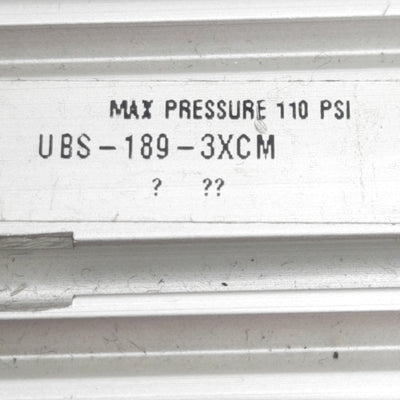 MAX PRESSURE 110 PSI
UBS-189-3XCM
? ??